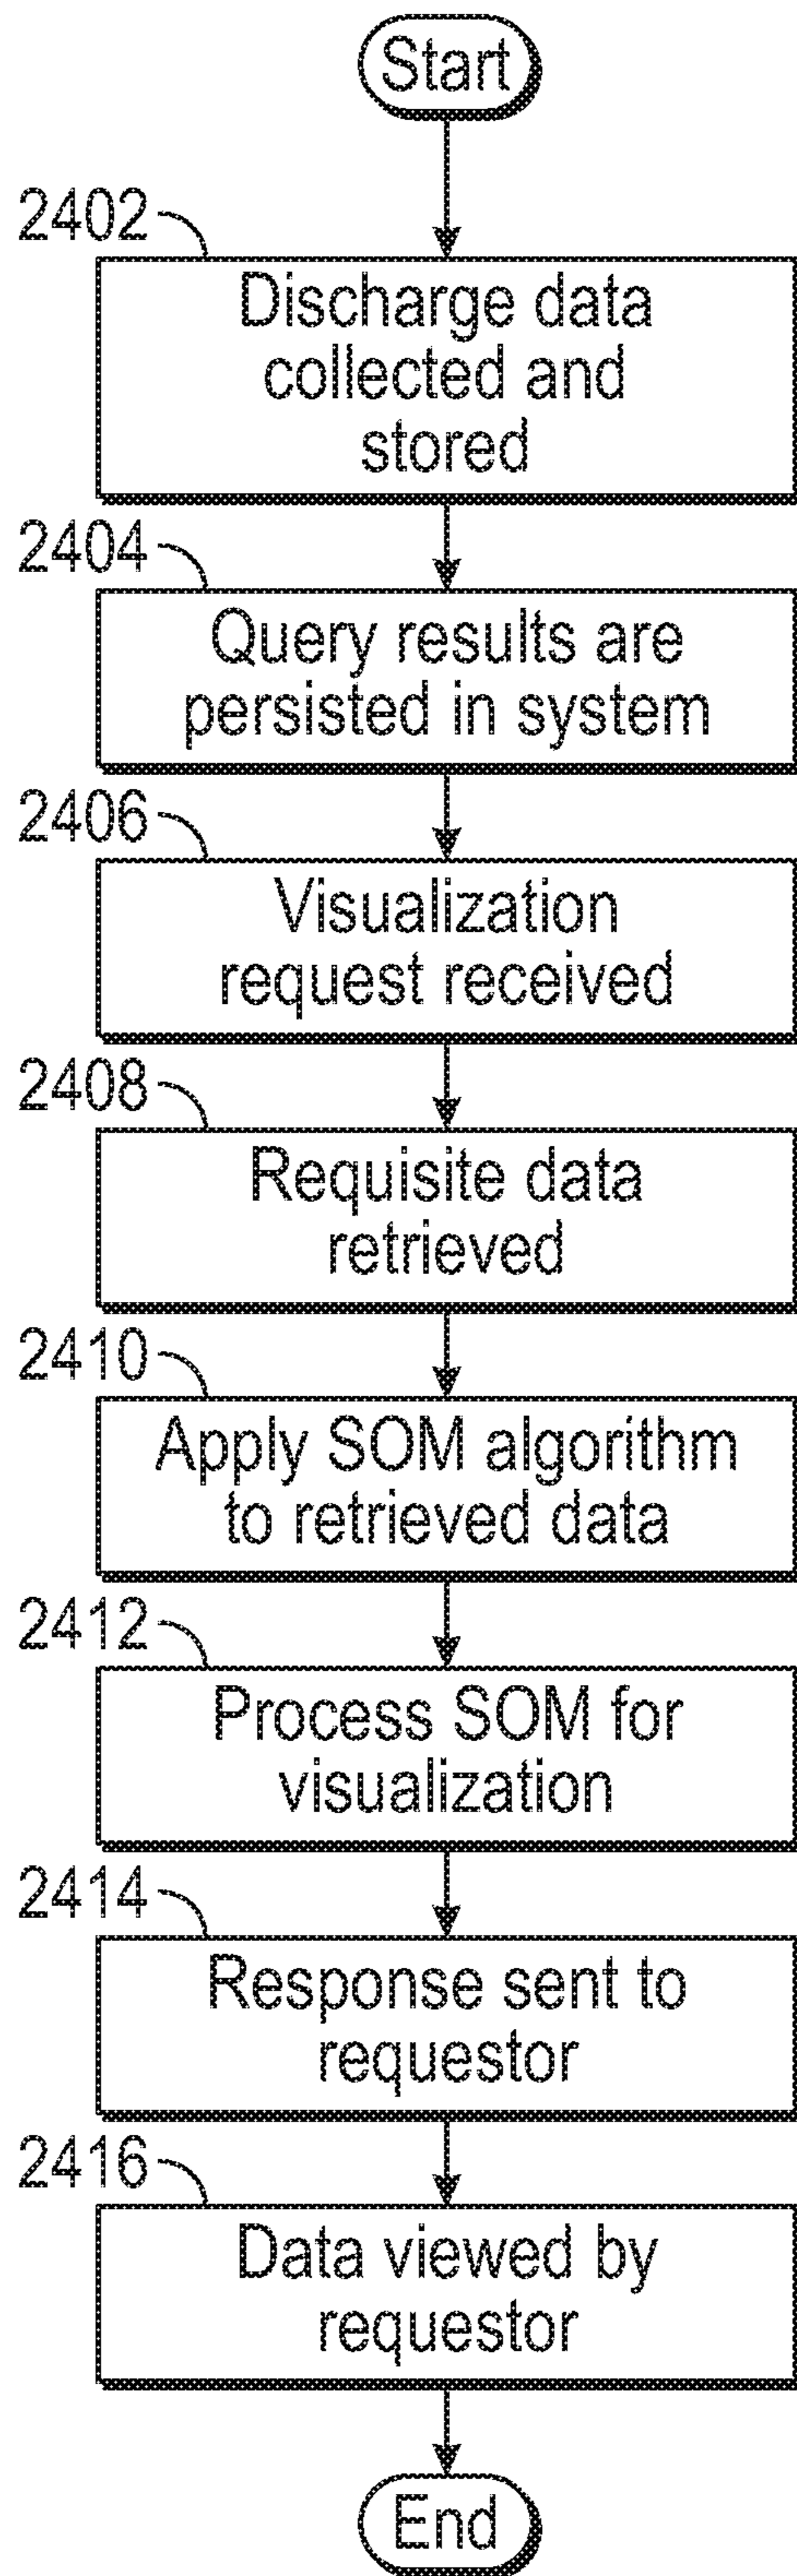 Start
2402
Discharge data
collected and
stored
2404
Query results are
persisted in system
2406
Visualization
request received
2408
Requisite data
retrieved
2410
Apply SOM algorithm
to retrieved data
2412
Process SOM for
visualization
2414
Response sent to
requestor
2416
Data viewed by
requestor
End